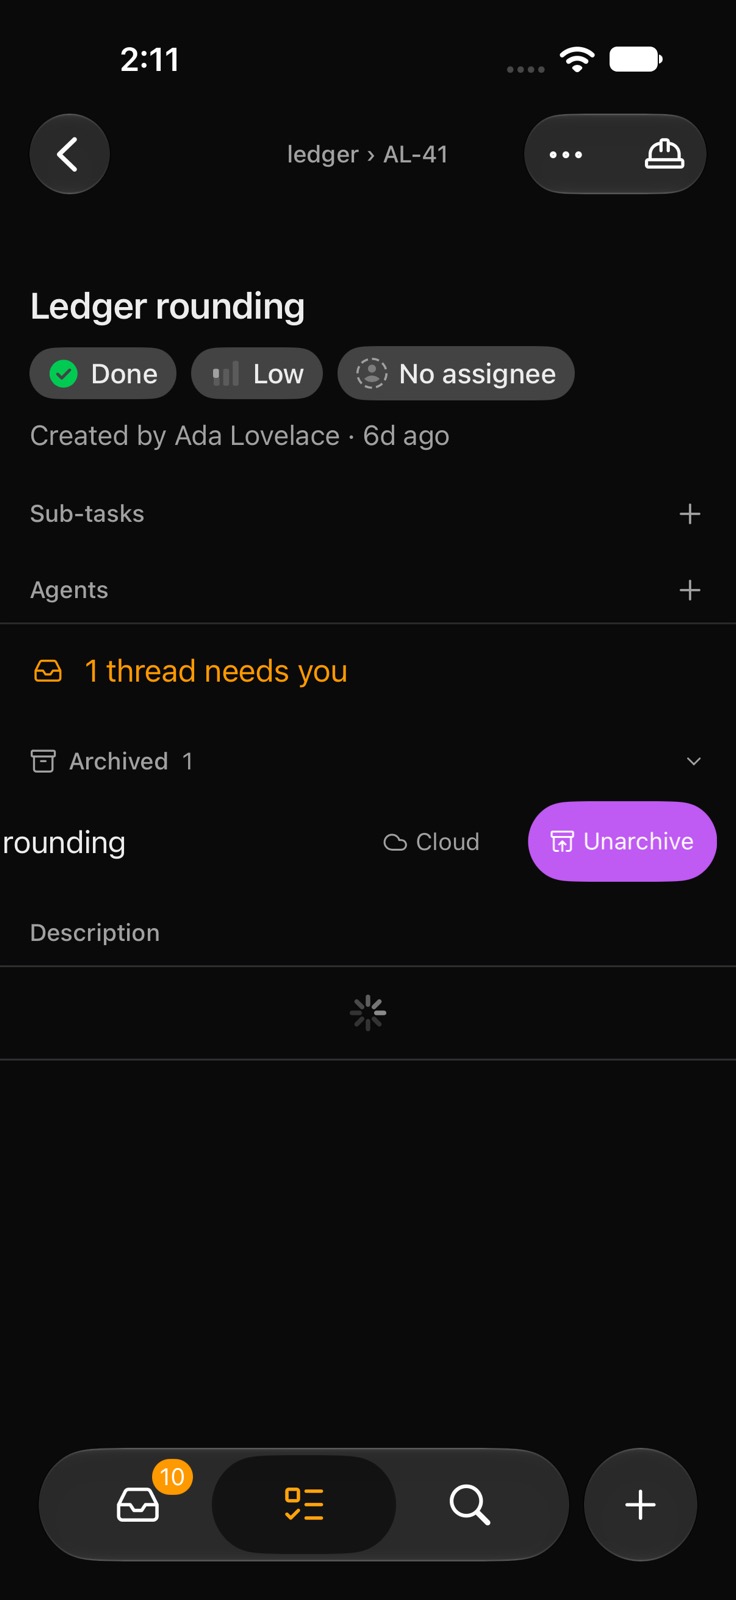 2:11
ledger › AL-41
Ledger rounding
Done Low No assignee
Created by Ada Lovelace · 6d ago
Sub-tasks
Agents
1 thread needs you
Archived 1
rounding Cloud Unarchive
Description
10